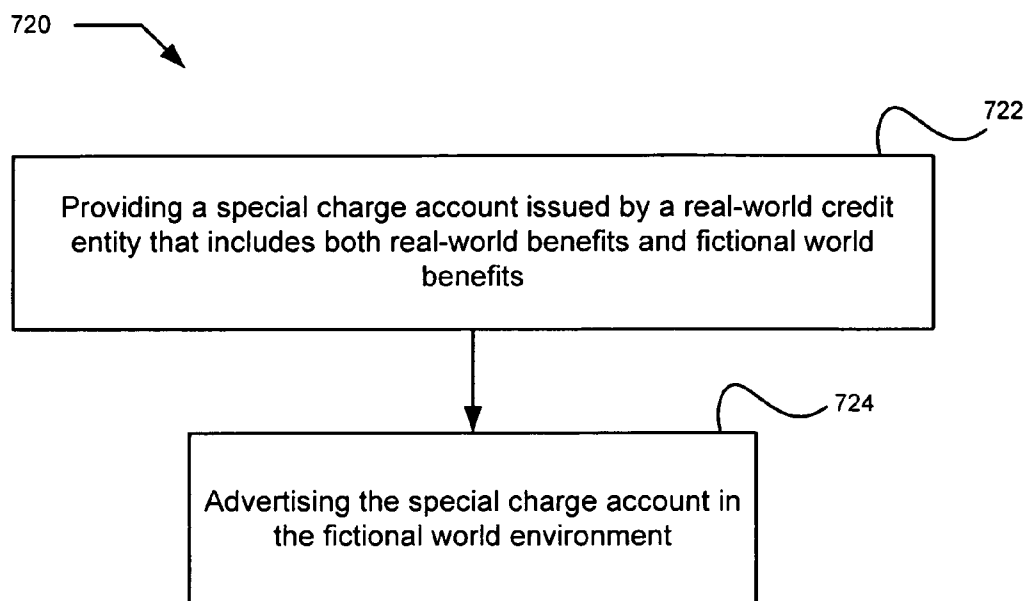 720
722
Providing a special charge account issued by a real-world credit
entity that includes both real-world benefits and fictional world
benefits
724
Advertising the special charge account in
the fictional world environment